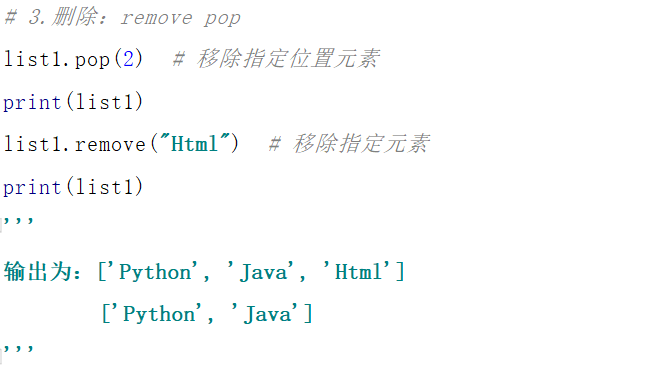 # 3.删除：remove pop
list1.pop(2)  # 移除指定位置元素
print(list1)
list1.remove("Html")  # 移除指定元素
print(list1)
'''
输出为：['Python', 'Java', 'Html']
['Python', 'Java']
'''